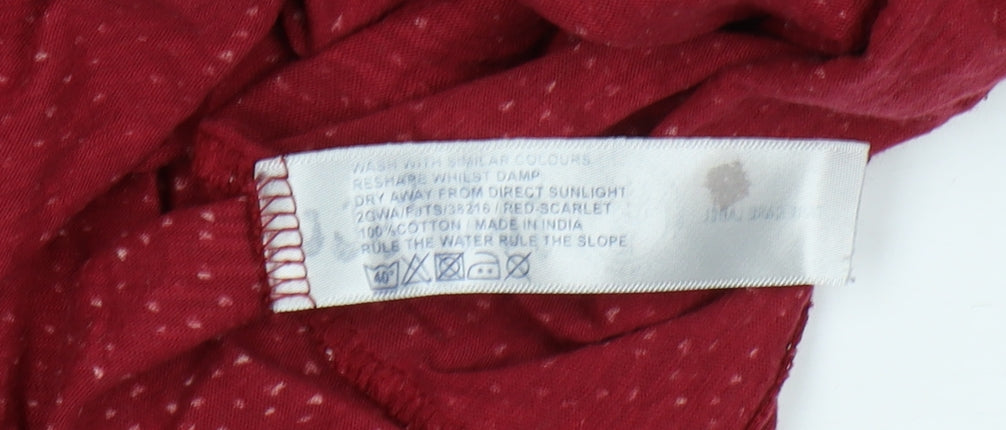 WASH WITH SIMILAR COLOURS
RESHAPE WHILST DAMP
DRY AWAY FROM DIRECT SUNLIGHT
2GWA/F3TS/38216 / RED-SCARLET
100%COTTON / MADE IN INDIA
RULE THE WATER RULE THE SLOPE
40°